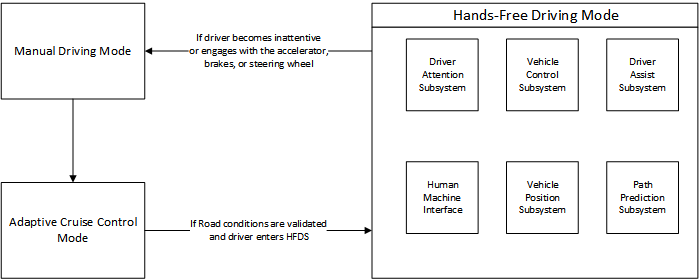 Manual Driving Mode
If driver becomes inattentive
or engages with the accelerator,
brakes, or steering wheel
Hands-Free Driving Mode
Driver
Attention
Subsystem
Vehicle
Control
Subsystem
Driver
Assist
Subsystem
Adaptive Cruise Control
Mode
If Road conditions are validated
and driver enters HFDS
Human
Machine
Interface
Vehicle
Position
Subsystem
Path
Prediction
Subsystem